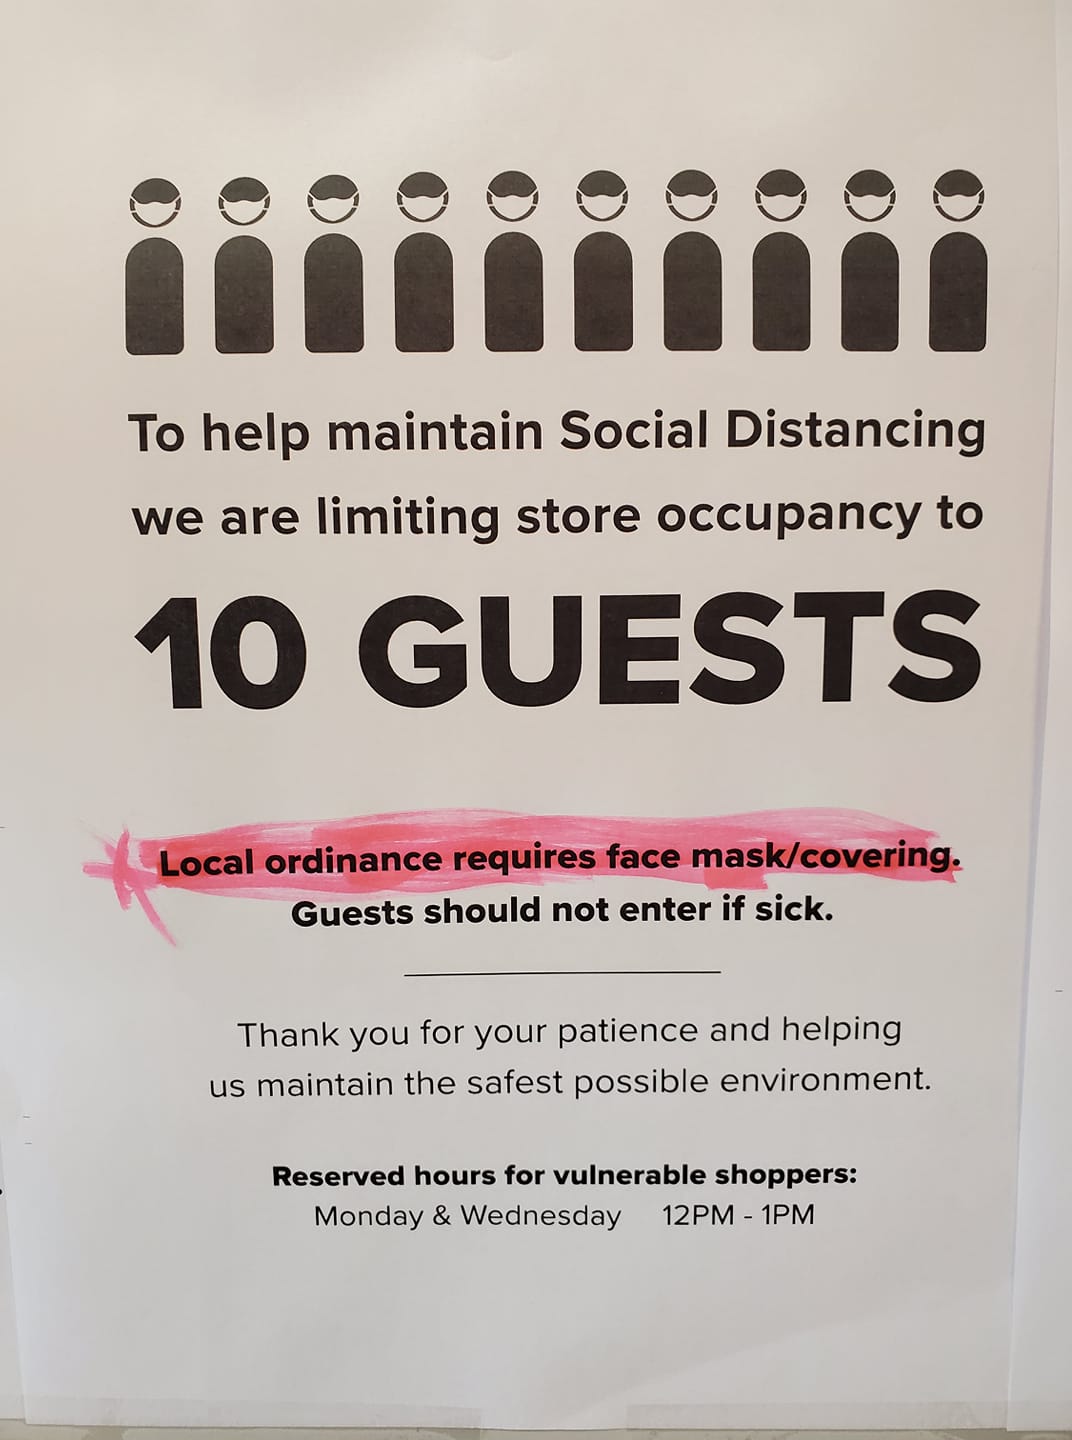 To help maintain Social Distancing
we are limiting store occupancy to
10 GUESTS
Local ordinance requires face mask/covering.
Guests should not enter if sick.
Thank you for your patience and helping
us maintain the safest possible environment.
Reserved hours for vulnerable shoppers:
Monday & Wednesday 12PM - 1PM